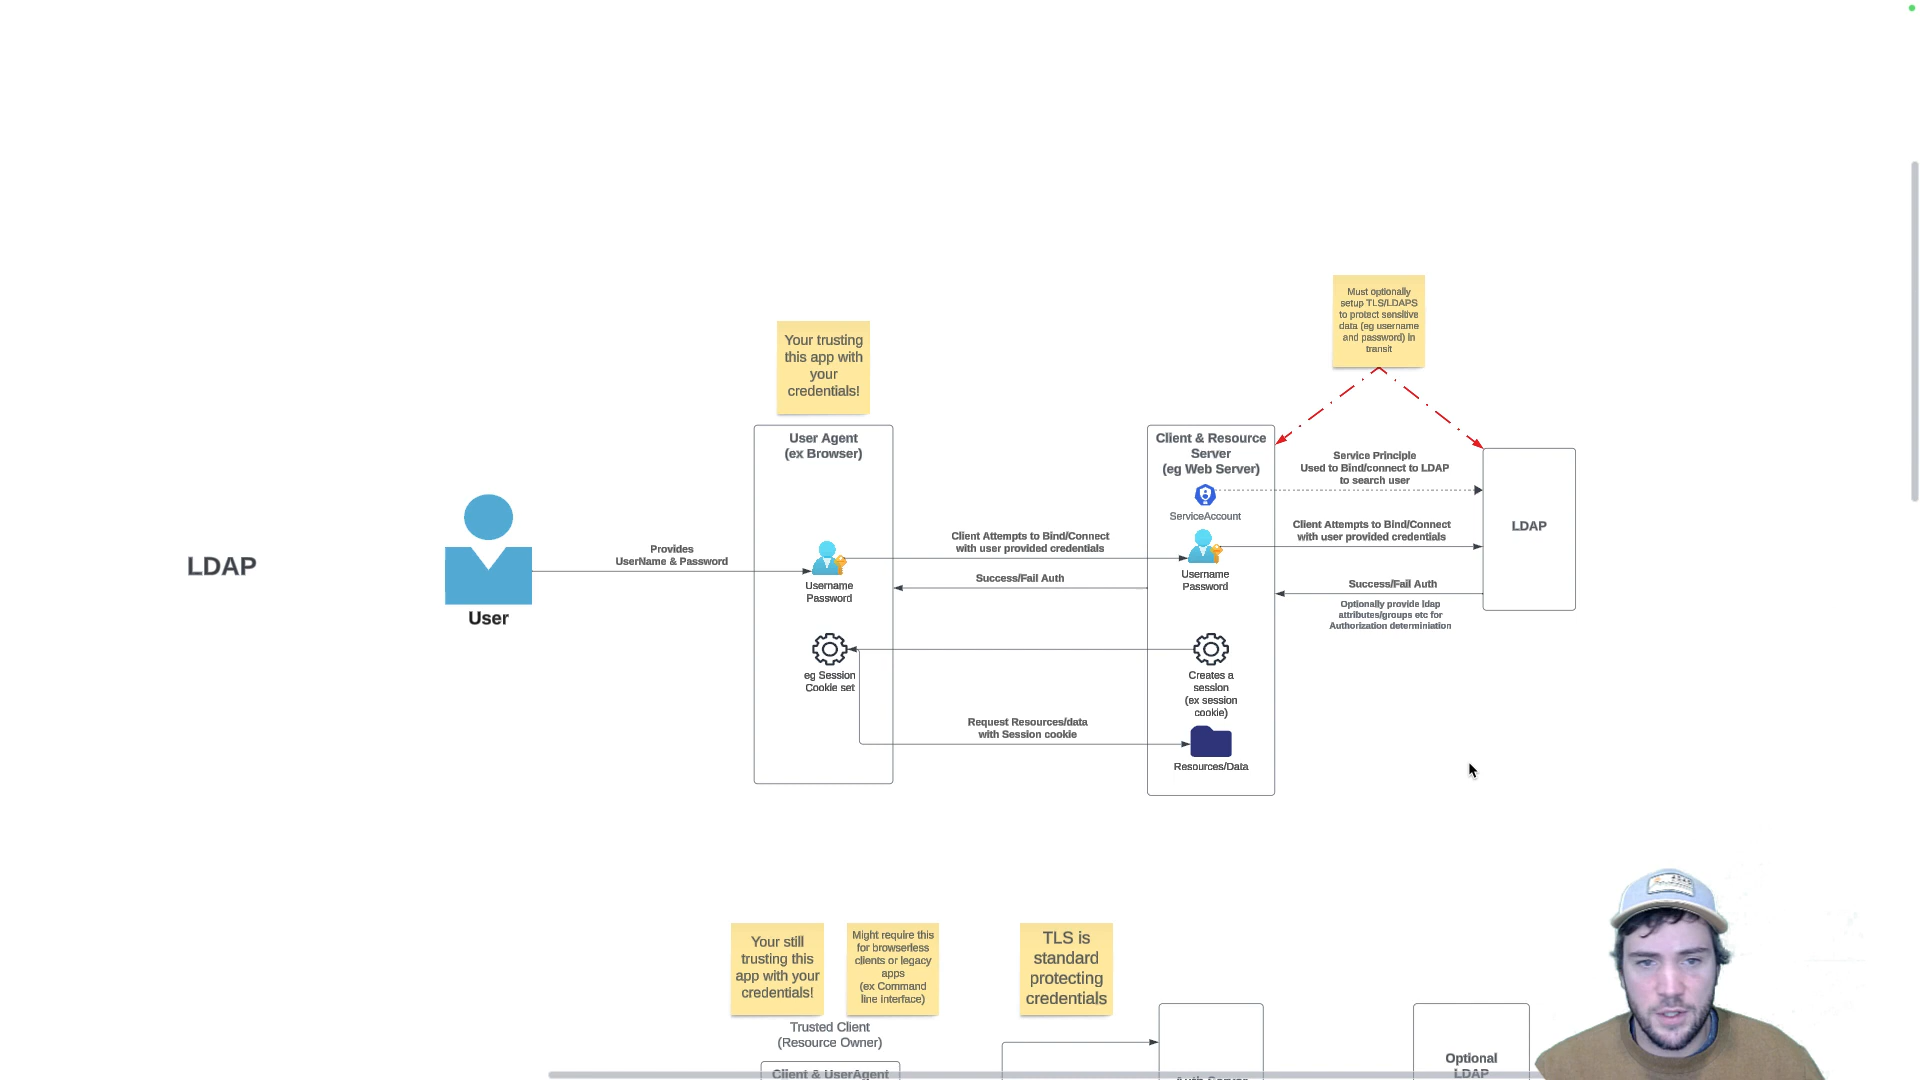 Must optionally
setup TLS/LDAPS
to protect sensitive
data (eg username
and password) in
transit
Your trusting
this app with
your
credentials!
User Agent
(ex Browser)
Client & Resource
Server
(eg Web Server)
ServiceAccount
Service Principle
Used to Bind/connect to LDAP
to search user
LDAP
LDAP
User
Provides
UserName & Password
Username
Password
Client Attempts to Bind/Connect
with user provided credentials
Success/Fail Auth
Username
Password
Client Attempts to Bind/Connect
with user provided credentials
Success/Fail Auth
Optionally provide ldap
attributes/groups etc for
Authorization determiniation
eg Session
Cookie set
Creates a
session
(ex session
cookie)
Request Resources/data
with Session cookie
Resources/Data
Your still
trusting this
app with your
credentials!
Might require this
for browserless
clients or legacy
apps
(ex Command
line interface)
TLS is
standard
protecting
credentials
Trusted Client
(Resource Owner)
Client & UserAgent
Auth Server
Optional
LDAP